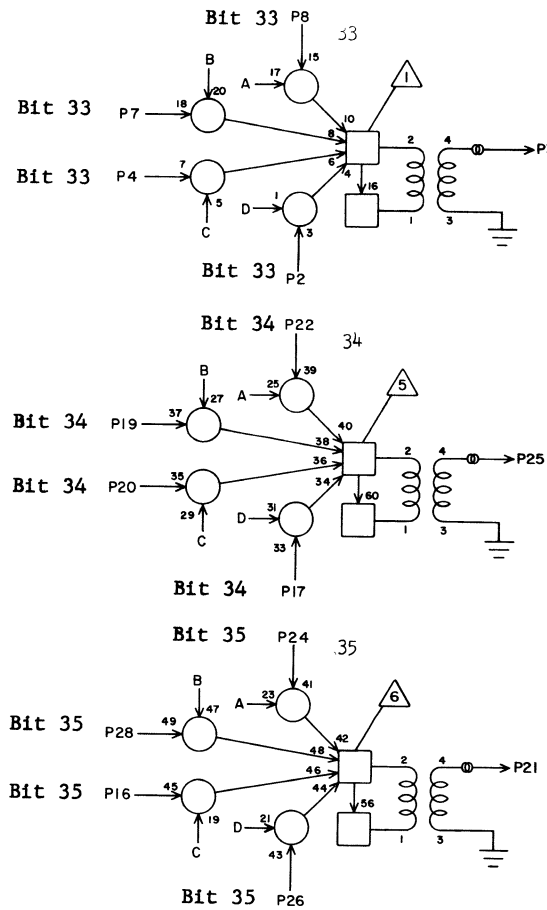 Bit 33 P8 33
15
B A 17 1
20 10
Bit 33 P7 18 8 2 4
Bit 33 P4 7 6
4 16
5 D 1 1 3
C 3
Bit 33 P2
Bit 34 P22 34
39
B A 25 5
27 40
Bit 34 P19 37 38 2 4 P25
Bit 34 P20 35 36
34 60
29 D 31 1 3
C 33
Bit 34 P17
Bit 35 P24 35
41
B A 23 6
47 42
Bit 35 P28 49 48 2 4 P21
Bit 35 P16 45 46
44 56
19 D 21 1 3
C 43
Bit 35 P26